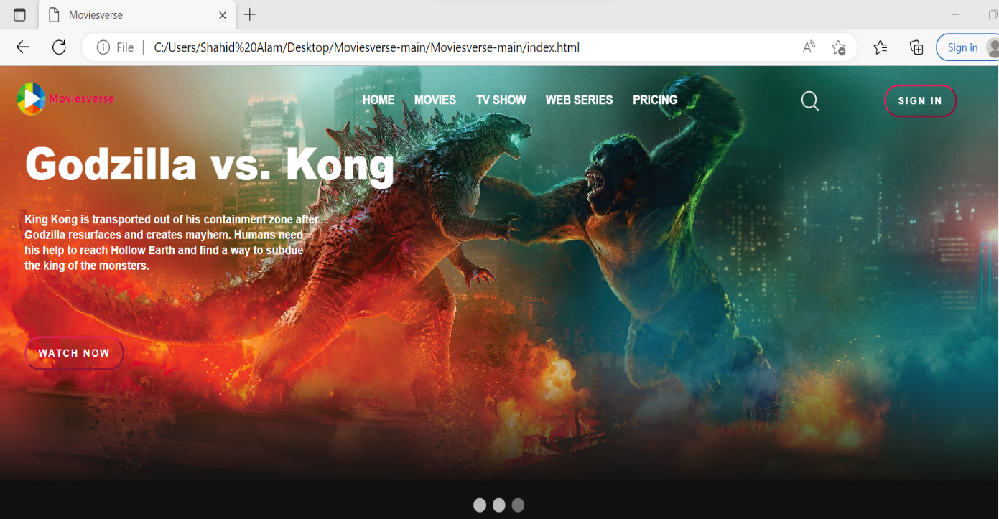 Moviesverse
File
C:/Users/Shahid%20Alam/Desktop/Moviesverse-main/Moviesverse-main/index.html
Sign in
Moviesverse
HOME MOVIES TV SHOW WEB SERIES PRICING
SIGN IN
Godzilla vs. Kong
King Kong is transported out of his containment zone after
Godzilla resurfaces and creates mayhem. Humans need
his help to reach Hollow Earth and find a way to subdue
the king of the monsters.
WATCH NOW